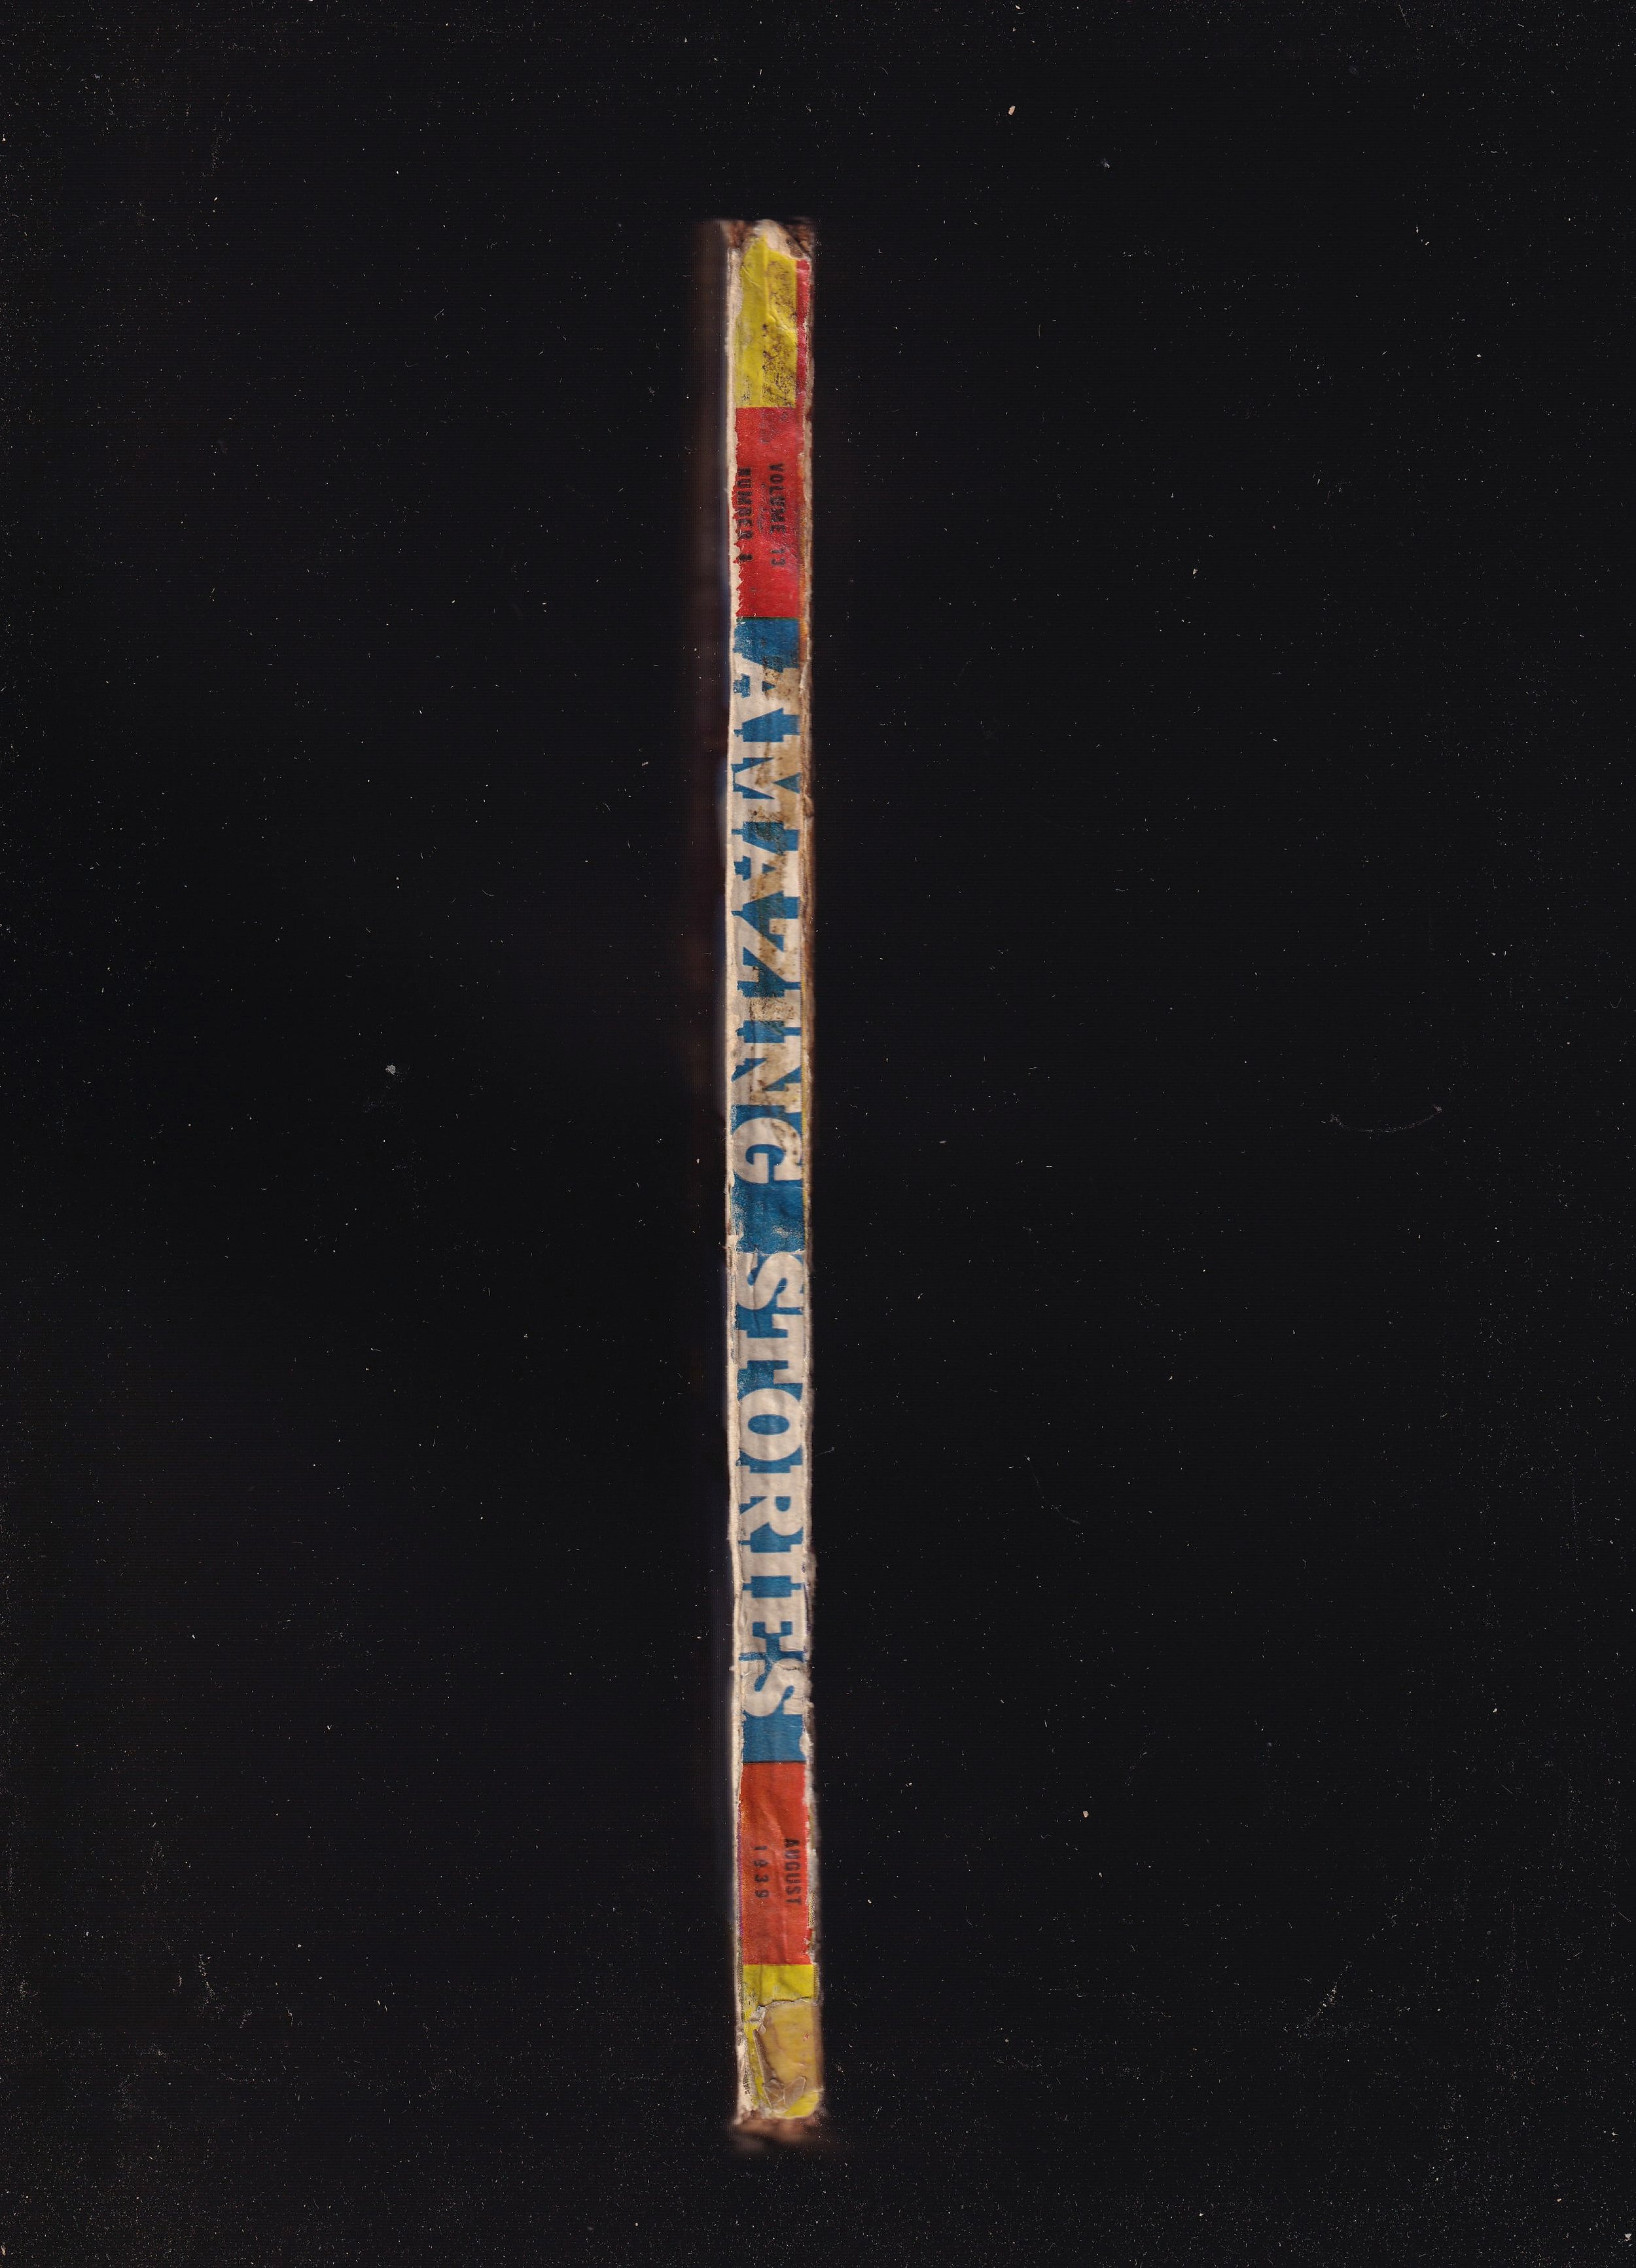 VOLUME 13
NUMBER 8
AMAZING STORIES
AUGUST
1939